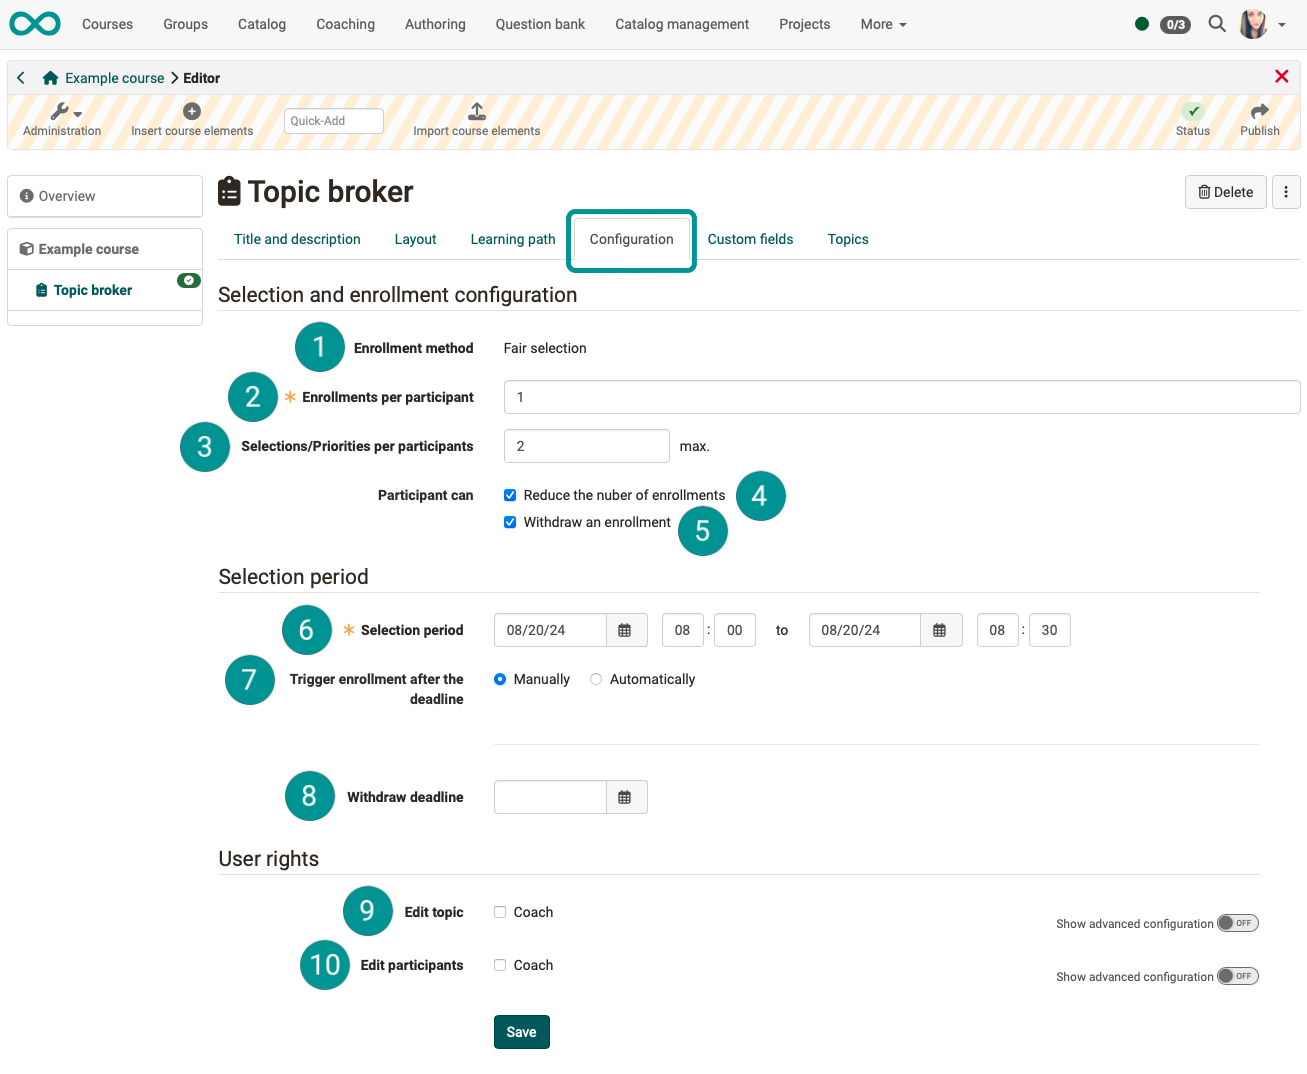 Courses Groups Catalog Coaching Authoring Question bank Catalog management Projects More 0/3
Example course Editor
Administration Insert course elements Quick-Add Import course elements Status Publish
Overview
Example course
Topic broker
Topic broker
Delete
Title and description Layout Learning path Configuration Custom fields Topics
Selection and enrollment configuration
1 Enrollment method Fair selection
2 * Enrollments per participant 1
3 Selections/Priorities per participants 2 max.
Participant can Reduce the nuber of enrollments 4
Withdraw an enrollment 5
Selection period
6 * Selection period 08/20/24 08 : 00 to 08/20/24 08 : 30
7 Trigger enrollment after the deadline Manually Automatically
8 Withdraw deadline
User rights
9 Edit topic Coach Show advanced configuration OFF
10 Edit participants Coach Show advanced configuration OFF
Save